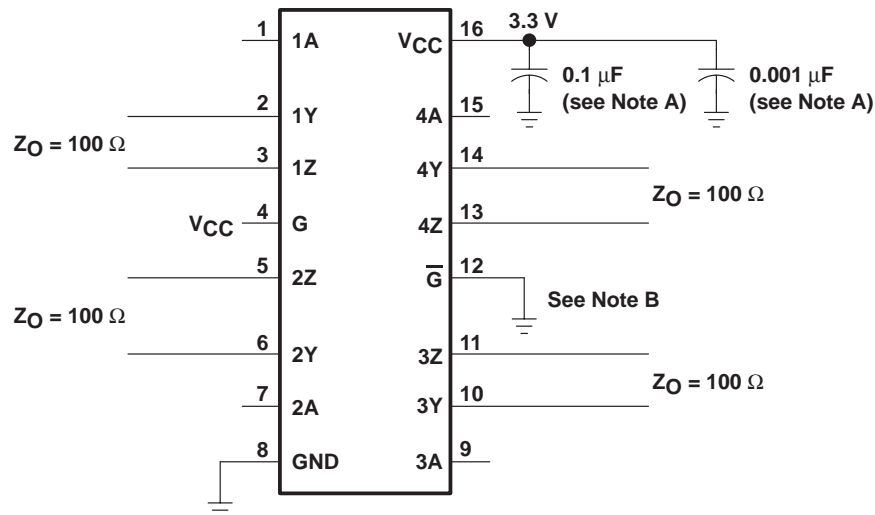 1 1A VCC 16 3.3 V
0.1 μF 0.001 μF
(see Note A) (see Note A)
2 1Y 4A 15
ZO = 100 Ω
3 1Z 4Y 14
ZO = 100 Ω
VCC 4 G 4Z 13
5 2Z G̅ 12
See Note B
ZO = 100 Ω
6 2Y 3Z 11
ZO = 100 Ω
7 2A 3Y 10
8 GND 3A 9